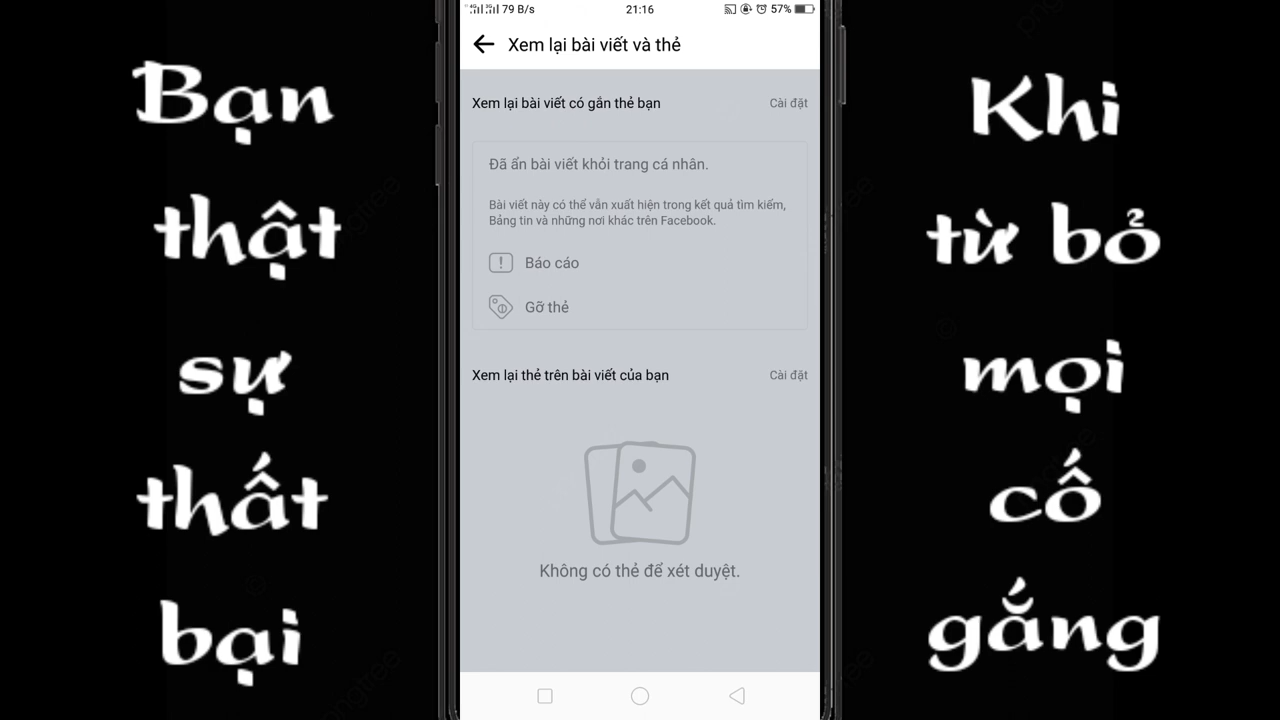 Bạn
thật
sự
thất
bại
4G 3G 79 B/s 21:16 57%
Xem lại bài viết và thẻ
Xem lại bài viết có gắn thẻ bạn Cài đặt
Đã ẩn bài viết khỏi trang cá nhân.
Bài viết này có thể vẫn xuất hiện trong kết quả tìm kiếm,
Bảng tin và những nơi khác trên Facebook.
Báo cáo
Gỡ thẻ
Xem lại thẻ trên bài viết của bạn Cài đặt
Không có thẻ để xét duyệt.
Khi
từ bỏ
mọi
cố
gắng